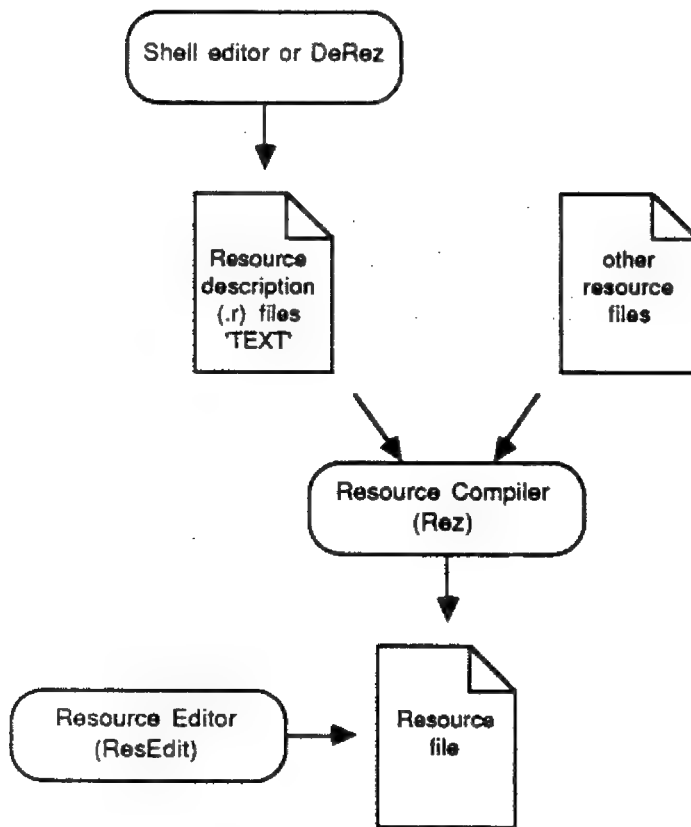 Shell editor or DeRez
Resource
description
(.r) files
'TEXT'
other
resource
files
Resource Compiler
(Rez)
Resource Editor
(ResEdit)
Resource
file